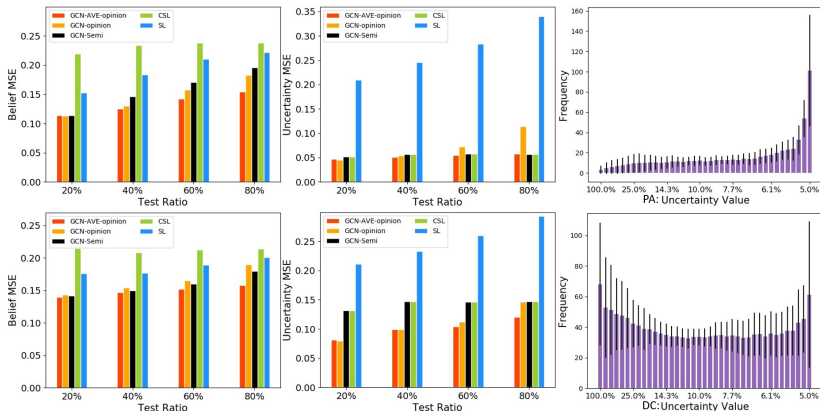 GCN-AVE-opinion
GCN-opinion
GCN-Semi
CSL
SL
Belief MSE
0.25
0.20
0.15
0.10
0.05
0.00
20%
40%
60%
80%
Test Ratio
GCN-AVE-opinion
GCN-opinion
GCN-Semi
CSL
SL
Uncertainty MSE
0.35
0.30
0.25
0.20
0.15
0.10
0.05
0.00
20%
40%
60%
80%
Test Ratio
Frequency
160
140
120
100
80
60
40
20
0
100.0%
25.0%
14.3%
10.0%
7.7%
6.1%
5.0%
PA: Uncertainty Value
GCN-AVE-opinion
GCN-opinion
GCN-Semi
CSL
SL
Belief MSE
0.25
0.20
0.15
0.10
0.05
0.00
20%
40%
60%
80%
Test Ratio
GCN-AVE-opinion
GCN-opinion
GCN-Semi
CSL
SL
Uncertainty MSE
0.25
0.20
0.15
0.10
0.05
0.00
20%
40%
60%
80%
Test Ratio
Frequency
100
80
60
40
20
0
100.0%
25.0%
14.3%
10.0%
7.7%
6.1%
5.0%
DC: Uncertainty Value